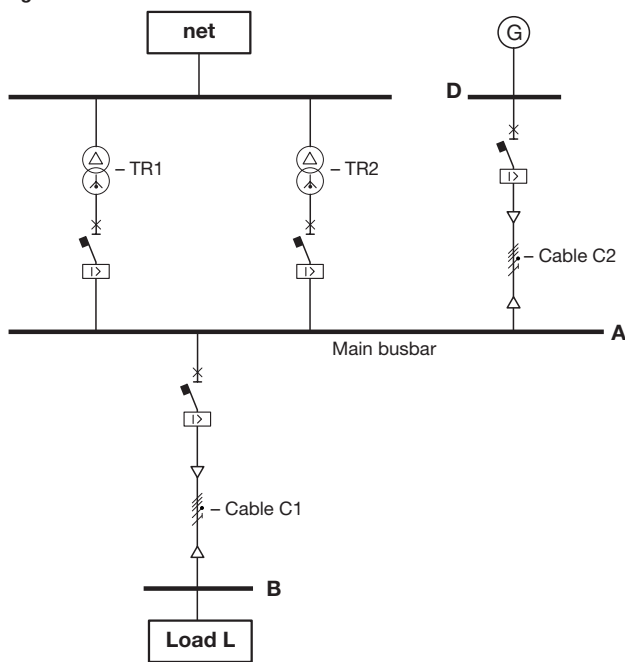 net
G
D
– TR1
– TR2
I>
I>
I>
– Cable C2
A
Main busbar
I>
– Cable C1
B
Load L